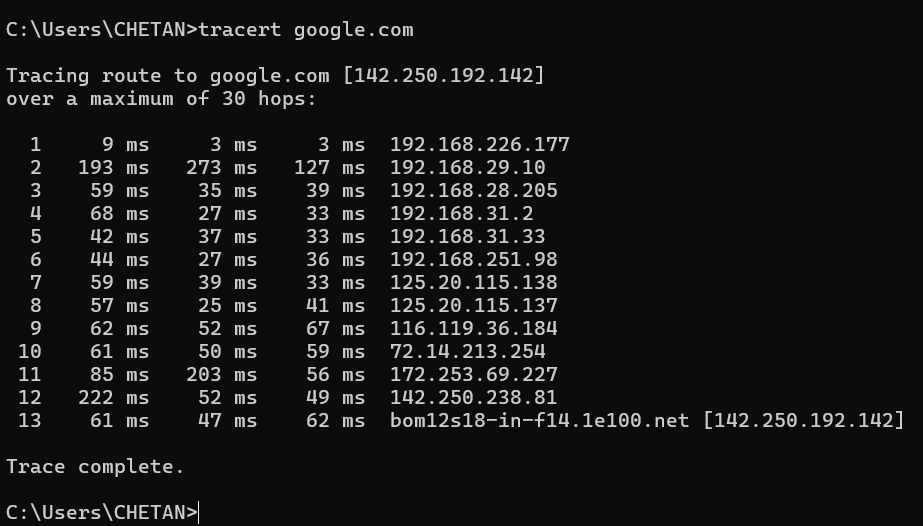 C:\Users\CHETAN>tracert google.com
Tracing route to google.com [142.250.192.142]
over a maximum of 30 hops:
1 9 ms 3 ms 3 ms 192.168.226.177
2 193 ms 273 ms 127 ms 192.168.29.10
3 59 ms 35 ms 39 ms 192.168.28.205
4 68 ms 27 ms 33 ms 192.168.31.2
5 42 ms 37 ms 33 ms 192.168.31.33
6 44 ms 27 ms 36 ms 192.168.251.98
7 59 ms 39 ms 33 ms 125.20.115.138
8 57 ms 25 ms 41 ms 125.20.115.137
9 62 ms 52 ms 67 ms 116.119.36.184
10 61 ms 50 ms 59 ms 72.14.213.254
11 85 ms 203 ms 56 ms 172.253.69.227
12 222 ms 52 ms 49 ms 142.250.238.81
13 61 ms 47 ms 62 ms bom12s18-in-f14.1e100.net [142.250.192.142]
Trace complete.
C:\Users\CHETAN>